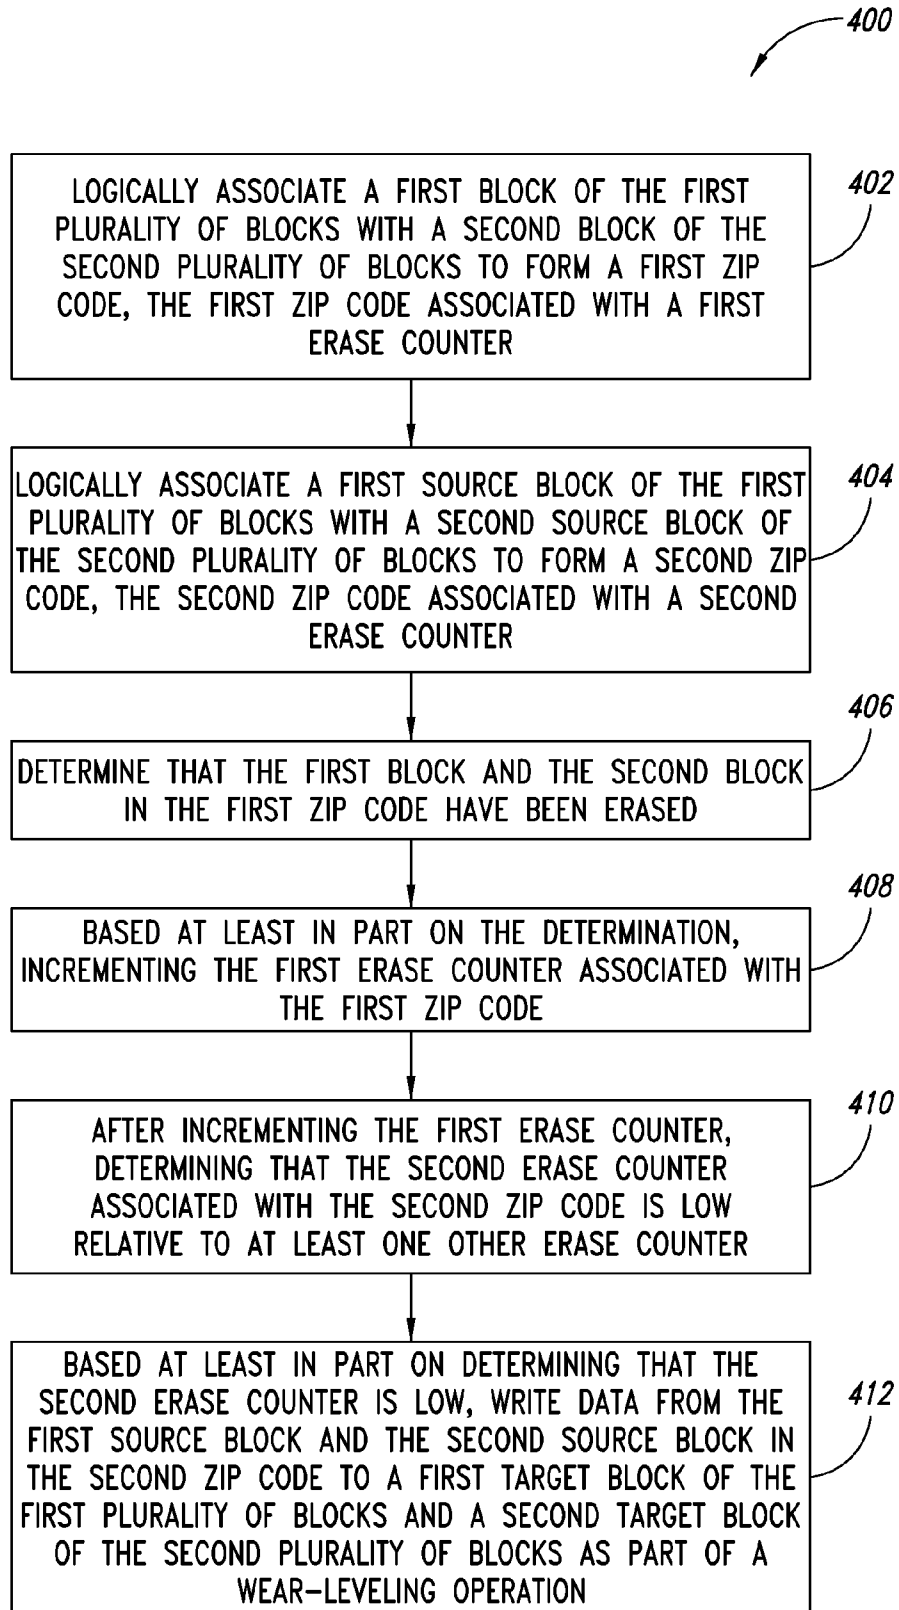 400
LOGICALLY ASSOCIATE A FIRST BLOCK OF THE FIRST
PLURALITY OF BLOCKS WITH A SECOND BLOCK OF THE
SECOND PLURALITY OF BLOCKS TO FORM A FIRST ZIP
CODE, THE FIRST ZIP CODE ASSOCIATED WITH A FIRST
ERASE COUNTER
402
LOGICALLY ASSOCIATE A FIRST SOURCE BLOCK OF THE FIRST
PLURALITY OF BLOCKS WITH A SECOND SOURCE BLOCK OF
THE SECOND PLURALITY OF BLOCKS TO FORM A SECOND ZIP
CODE, THE SECOND ZIP CODE ASSOCIATED WITH A SECOND
ERASE COUNTER
404
DETERMINE THAT THE FIRST BLOCK AND THE SECOND BLOCK
IN THE FIRST ZIP CODE HAVE BEEN ERASED
406
BASED AT LEAST IN PART ON THE DETERMINATION,
INCREMENTING THE FIRST ERASE COUNTER ASSOCIATED WITH
THE FIRST ZIP CODE
408
AFTER INCREMENTING THE FIRST ERASE COUNTER,
DETERMINING THAT THE SECOND ERASE COUNTER
ASSOCIATED WITH THE SECOND ZIP CODE IS LOW
RELATIVE TO AT LEAST ONE OTHER ERASE COUNTER
410
BASED AT LEAST IN PART ON DETERMINING THAT THE
SECOND ERASE COUNTER IS LOW, WRITE DATA FROM THE
FIRST SOURCE BLOCK AND THE SECOND SOURCE BLOCK IN
THE SECOND ZIP CODE TO A FIRST TARGET BLOCK OF THE
FIRST PLURALITY OF BLOCKS AND A SECOND TARGET BLOCK
OF THE SECOND PLURALITY OF BLOCKS AS PART OF A
WEAR-LEVELING OPERATION
412